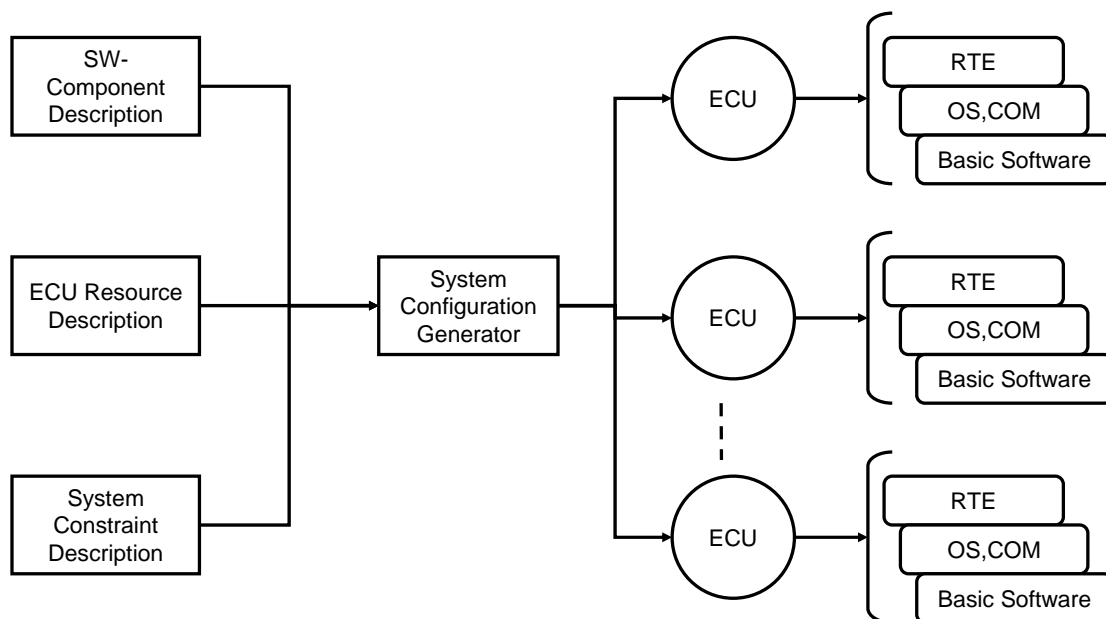 SW-
Component
Description
ECU Resource
Description
System
Constraint
Description
System
Configuration
Generator
ECU
RTE
OS,COM
Basic Software
ECU
RTE
OS,COM
Basic Software
ECU
RTE
OS,COM
Basic Software